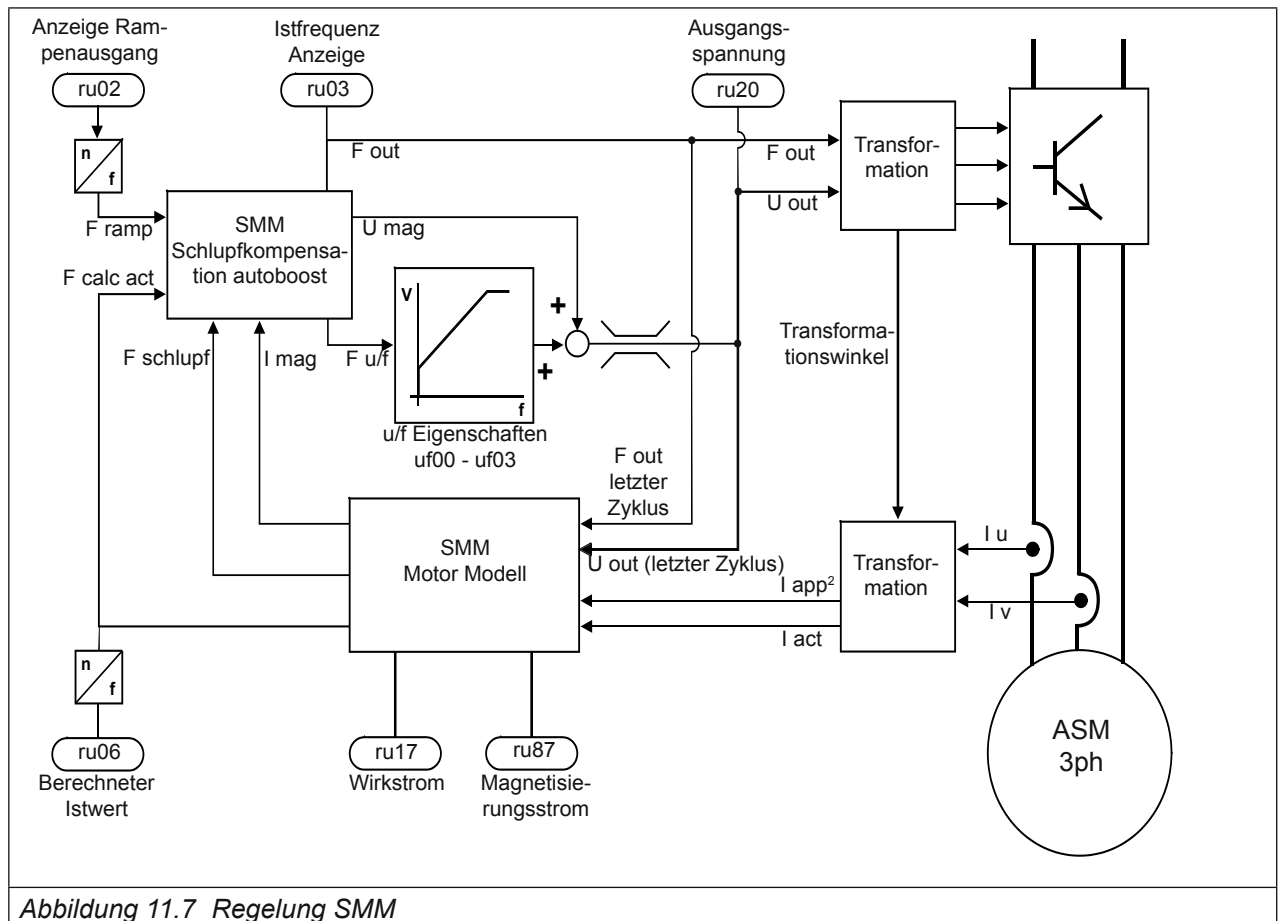 Anzeige Ram-
penausgang
ru02
Istfrequenz
Anzeige
ru03
Ausgangs-
spannung
ru20
n
f
F ramp
F calc act
SMM
Schlupfkompensa-
tion autoboost
F out
U mag
F out
U out
Transfor-
mation
V
f
+
+
F schlupf
I mag
F u/f
u/f Eigenschaften
uf00 - uf03
Transforma-
tionswinkel
F out
letzter
Zyklus
SMM
Motor Modell
U out (letzter Zyklus)
I app²
I act
Transfor-
mation
I u
I v
n
f
ru06
Berechneter
Istwert
ru17
Wirkstrom
ru87
Magnetisie-
rungsstrom
ASM
3ph
Abbildung 11.7 Regelung SMM